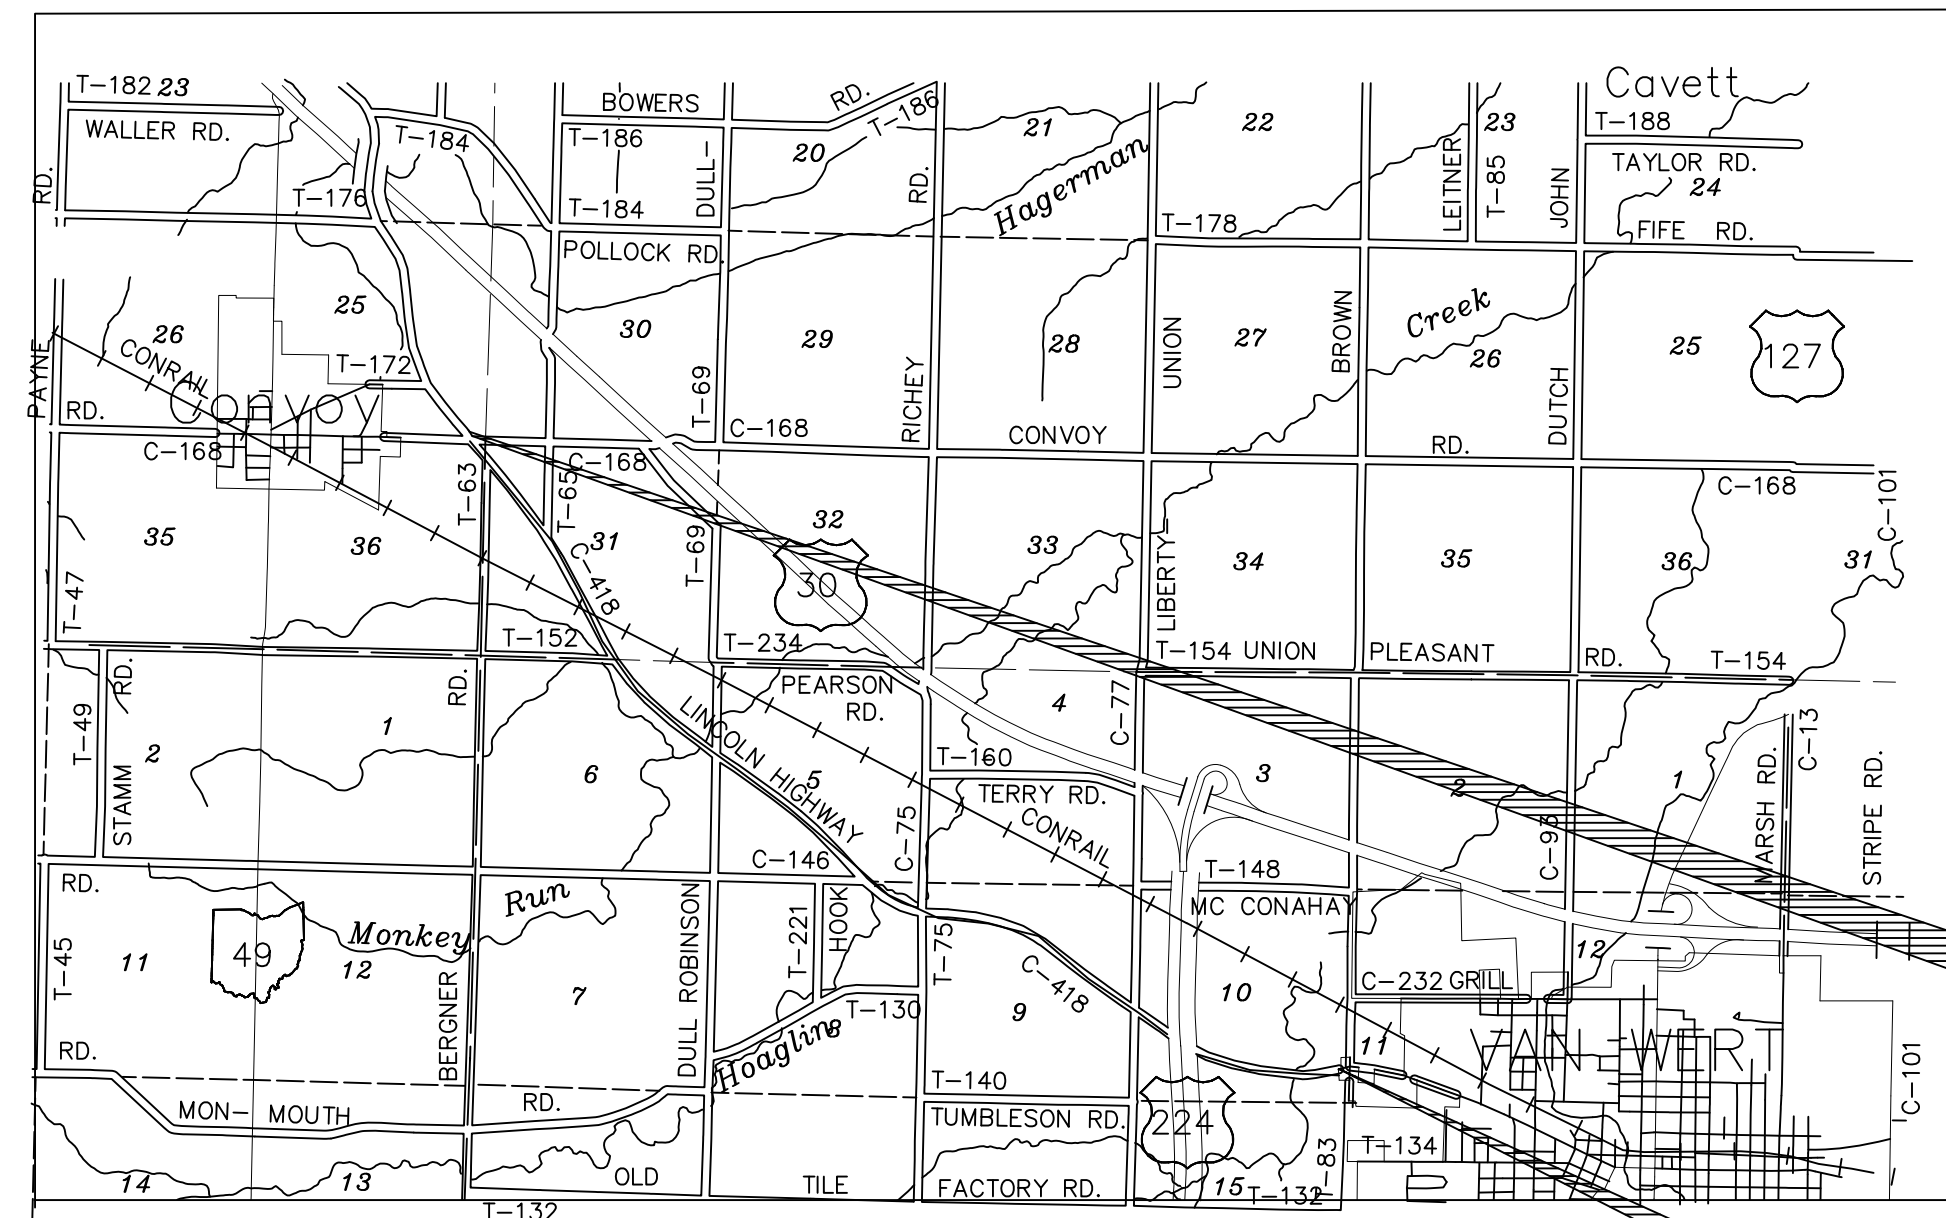 Cavett
T-182 23
BOWERS
RD.
T-186
WALLER RD.
T-184
T-186
20
21
22
23
T-188
DULL-
Hagerman
LEITNER
T-85
JOHN
TAYLOR RD.
24
RD.
T-176
T-184
RD.
T-178
FIFE RD.
POLLOCK RD.
25
26
30
29
28
27
Creek
26
25
127
CONRAIL
T-172
PAYNE
RD.
Convoy
T-69
RICHEY
UNION
BROWN
DUTCH
C-168
C-168
C-168
CONVOY
RD.
C-168
T-63
T-65
C-101
35
36
31
32
33
34
35
36
31
T-47
C-418
T-69
30
LIBERTY-
T-152
T-234
T-154 UNION
PLEASANT
RD.
T-154
RD.
RD.
PEARSON
RD.
T-49
STAMM
2
1
6
LINCOLN HIGHWAY
5
4
C-77
T-160
3
2
1
MARSH RD.
C-13
STRIPE RD.
TERRY RD.
CONRAIL
C-75
C-93
C-146
T-148
RD.
Run
Monkey
MC CONAHAY
T-45
11
49
12
BERGNER
7
DULL ROBINSON
T-221
HOOK
T-75
C-418
9
10
12
C-232 GRILL
T-130
8
Hoaglin
11
VAN WERT
RD.
T-140
C-101
MON- MOUTH
RD.
TUMBLESON RD.
224
T-134
14
13
OLD
TILE
FACTORY RD.
15
T-132
T-132